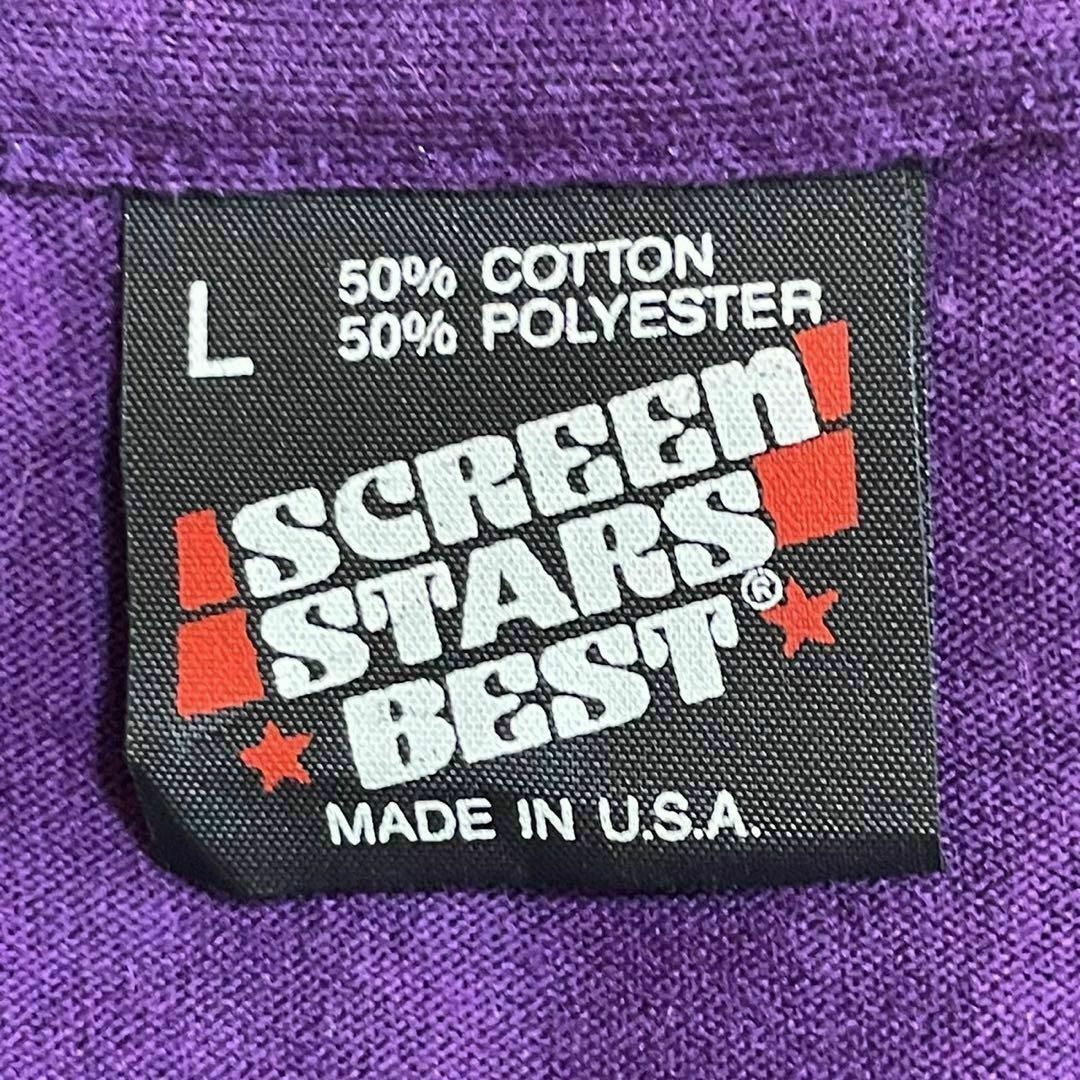 L
50% COTTON
50% POLYESTER
SCREEN
STARS
BEST®
MADE IN U.S.A.